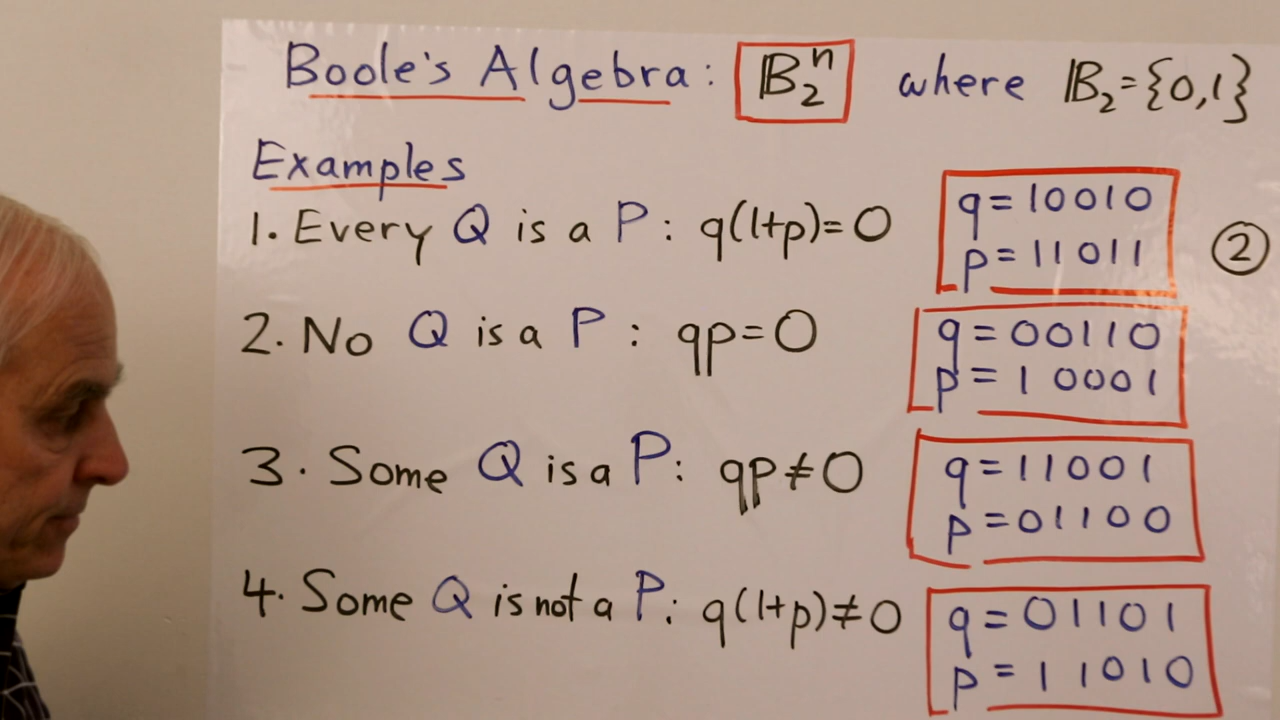 Boole's Algebra: 𝔹₂ⁿ where 𝔹₂={0,1}
Examples
1. Every Q is a P: q(1+p)=0
q=10010
p=11011
②
2. No Q is a P: qp=0
q=00110
p=10001
3. Some Q is a P: qp≠0
q=11001
p=01100
4. Some Q is not a P: q(1+p)≠0
q=01101
p=11010